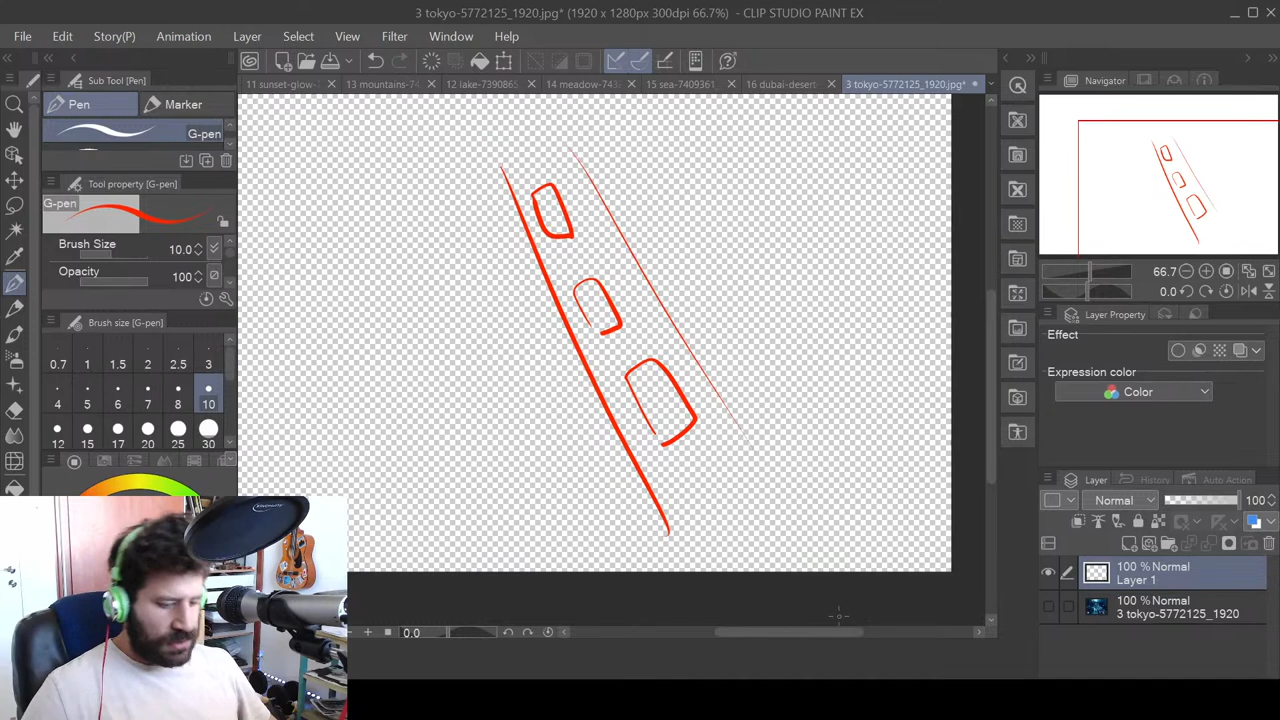 3 tokyo-5772125_1920.jpg* (1920 x 1280px 300dpi 66.7%) - CLIP STUDIO PAINT EX
File Edit Story(P) Animation Layer Select View Filter Window Help
11 sunset-glow- 13 mountains-74 12 lake-7390865 14 meadow-743 15 sea-7409361 16 dubai-desert 3 tokyo-5772125_1920.jpg*
Sub Tool [Pen]
Pen Marker
G-pen
Tool property [G-pen]
G-pen
Brush Size 10.0
Opacity 100
Brush size [G-pen]
0.7 1 1.5 2 3
4 5 6 7 8 10
12 15 17 20 25 30
0.0
Navigator
66.7
0.0
Layer Property
Effect
Expression color
Color
Layer History Auto Action
Normal 100
100 % Normal
Layer 1
100 % Normal
3 tokyo-5772125_1920